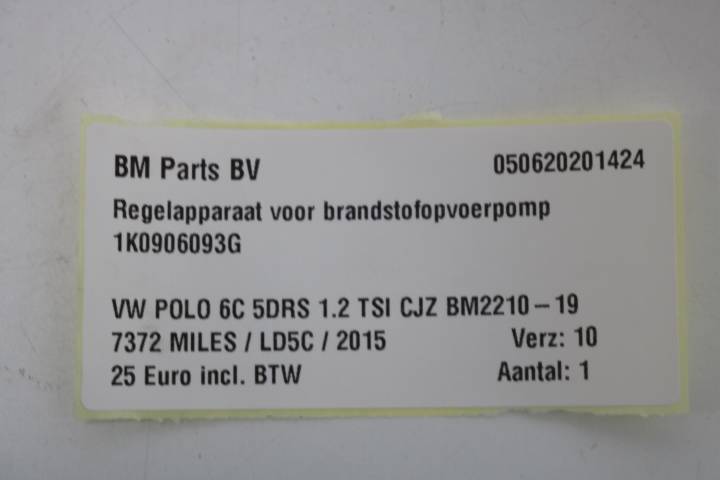 BM Parts BV 050620201424
Regelapparaat voor brandstofopvoerpomp
1K0906093G
VW POLO 6C 5DRS 1.2 TSI CJZ BM2210 – 19
7372 MILES / LD5C / 2015 Verz: 10
25 Euro incl. BTW Aantal: 1